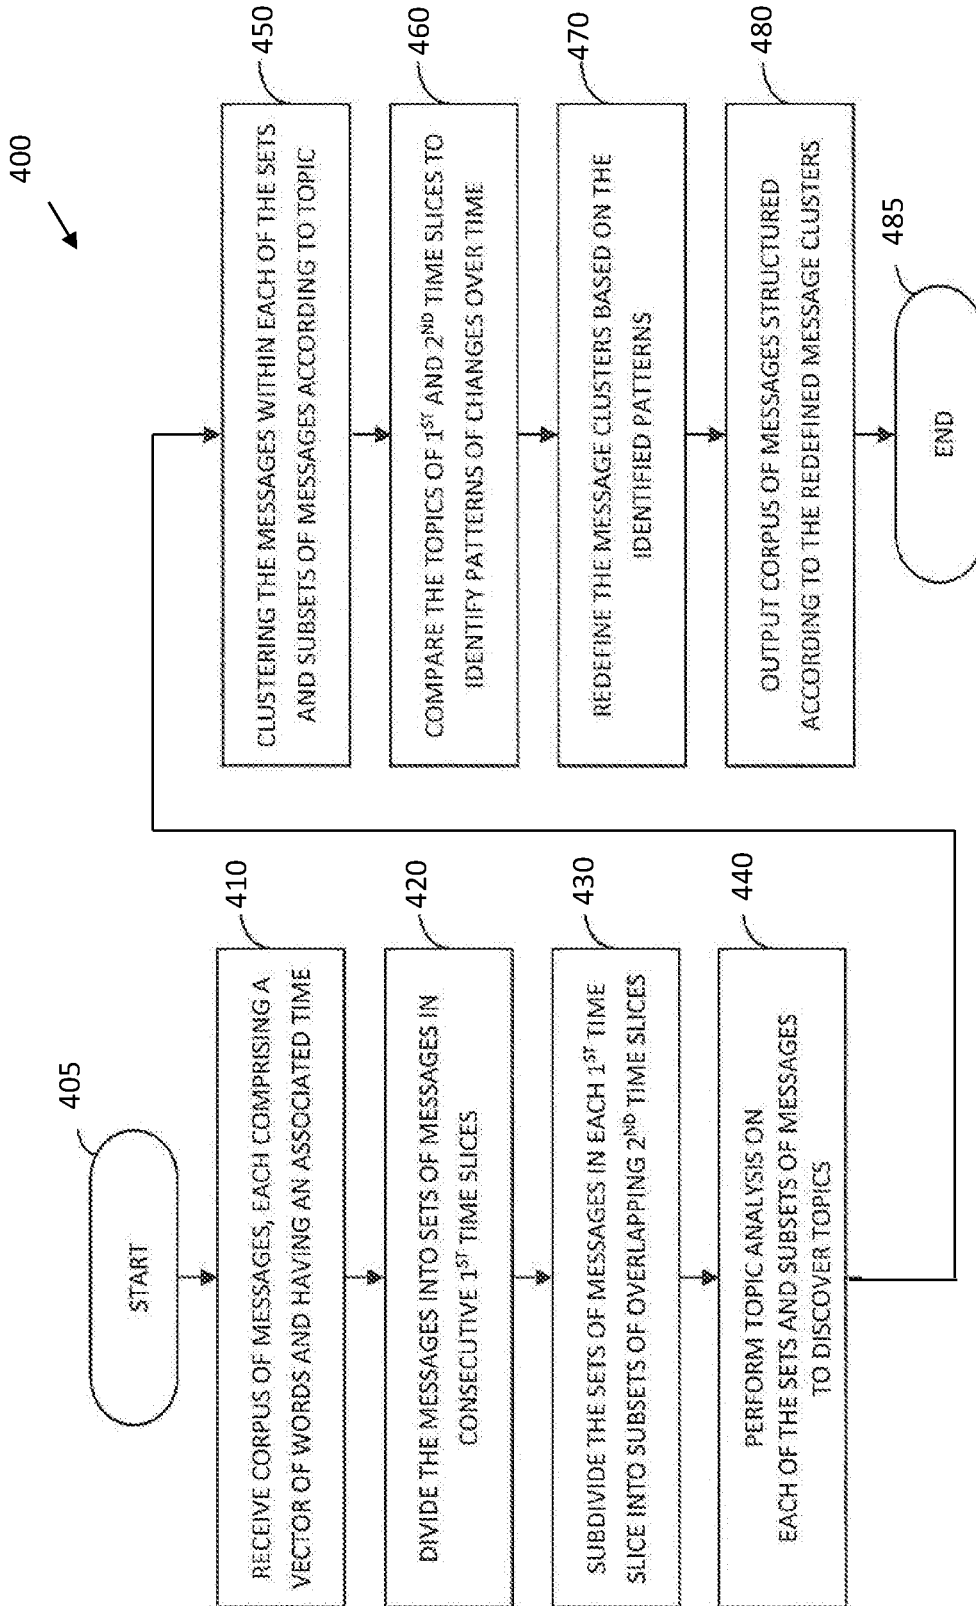 400
START
405
RECEIVE CORPUS OF MESSAGES, EACH COMPRISING A
VECTOR OF WORDS AND HAVING AN ASSOCIATED TIME
410
DIVIDE THE MESSAGES INTO SETS OF MESSAGES IN
CONSECUTIVE 1ST TIME SLICES
420
SUBDIVIDE THE SETS OF MESSAGES IN EACH 1ST TIME
SLICE INTO SUBSETS OF OVERLAPPING 2ND TIME SLICES
430
PERFORM TOPIC ANALYSIS ON
EACH OF THE SETS AND SUBSETS OF MESSAGES
TO DISCOVER TOPICS
440
CLUSTERING THE MESSAGES WITHIN EACH OF THE SETS
AND SUBSETS OF MESSAGES ACCORDING TO TOPIC
450
COMPARE THE TOPICS OF 1ST AND 2ND TIME SLICES TO
IDENTIFY PATTERNS OF CHANGES OVER TIME
460
REDEFINE THE MESSAGE CLUSTERS BASED ON THE
IDENTIFIED PATTERNS
470
OUTPUT CORPUS OF MESSAGES STRUCTURED
ACCORDING TO THE REDEFINED MESSAGE CLUSTERS
480
END
485